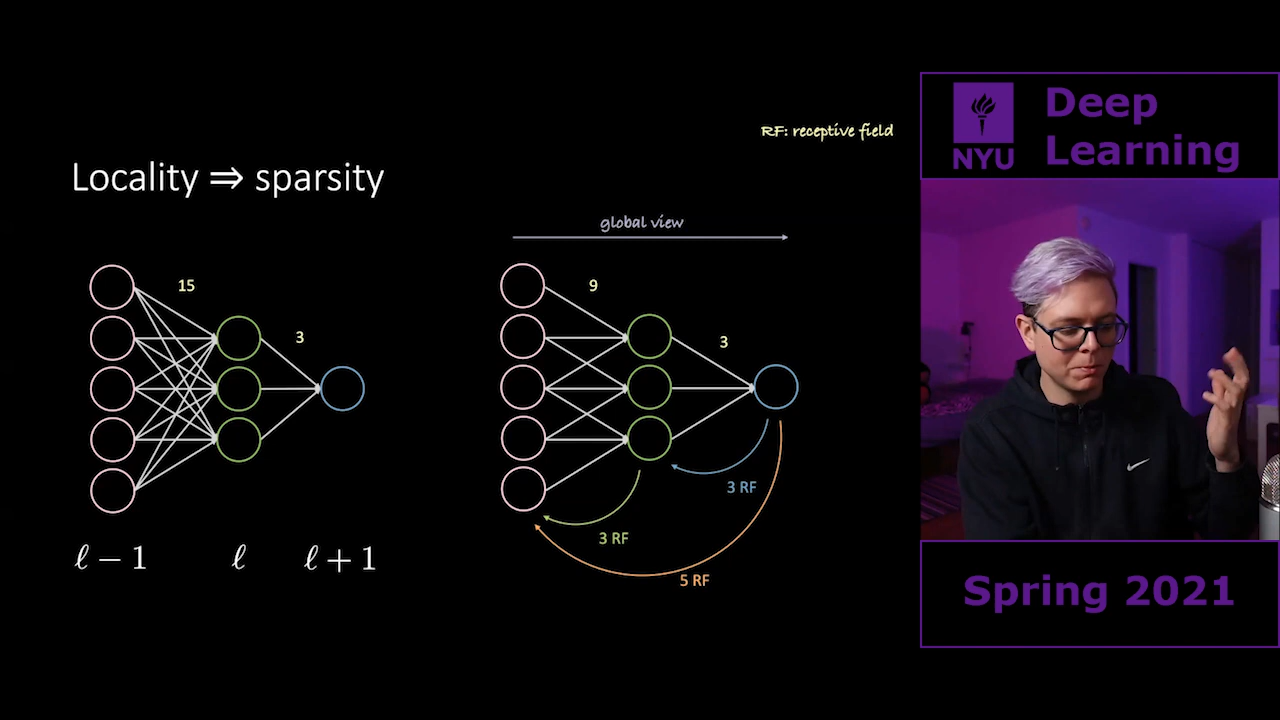 RF: receptive field
Locality ⇒ sparsity
global view
15
3
9
3
3 RF
3 RF
5 RF
ℓ − 1
ℓ
ℓ + 1
NYU
Deep
Learning
Spring 2021